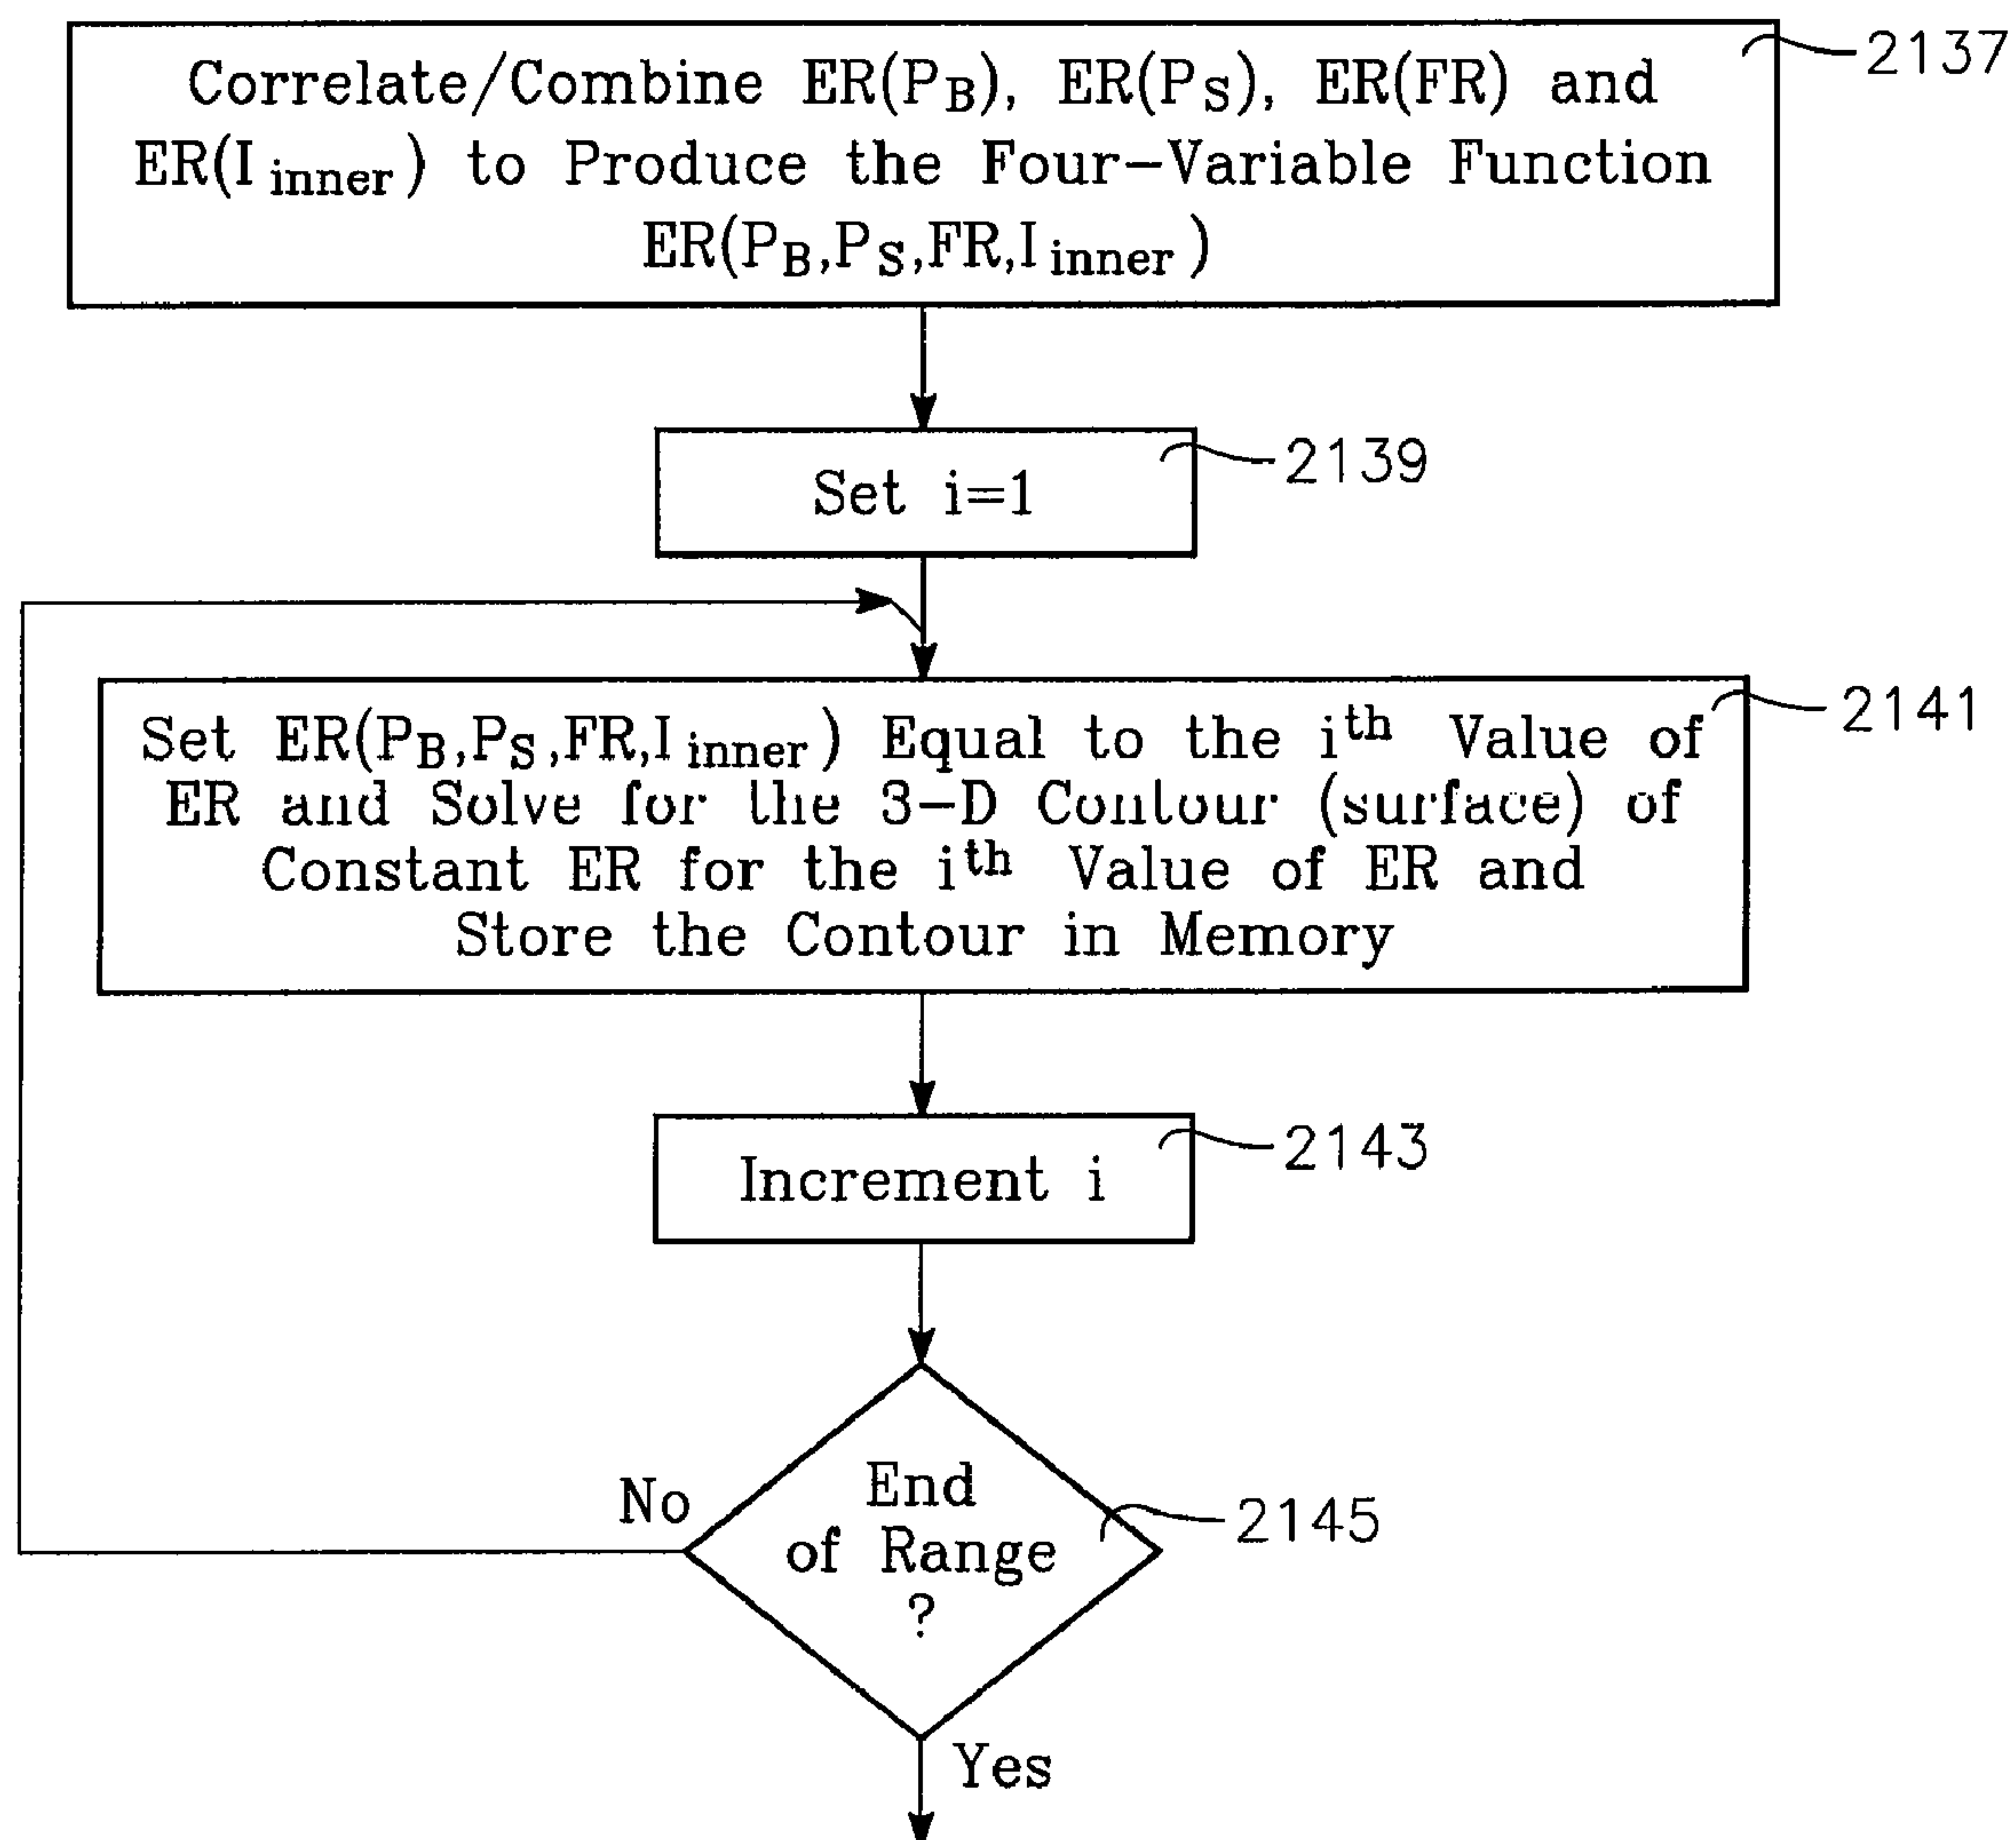 Correlate/Combine ER(PB), ER(PS), ER(FR) and
ER(I inner) to Produce the Four-Variable Function
ER(PB,PS,FR,I inner)
2137
Set i=1
2139
Set ER(PB,PS,FR,I inner) Equal to the ith Value of
ER and Solve for the 3-D Contour (surface) of
Constant ER for the ith Value of ER and
Store the Contour in Memory
2141
Increment i
2143
End
of Range
?
2145
No
Yes